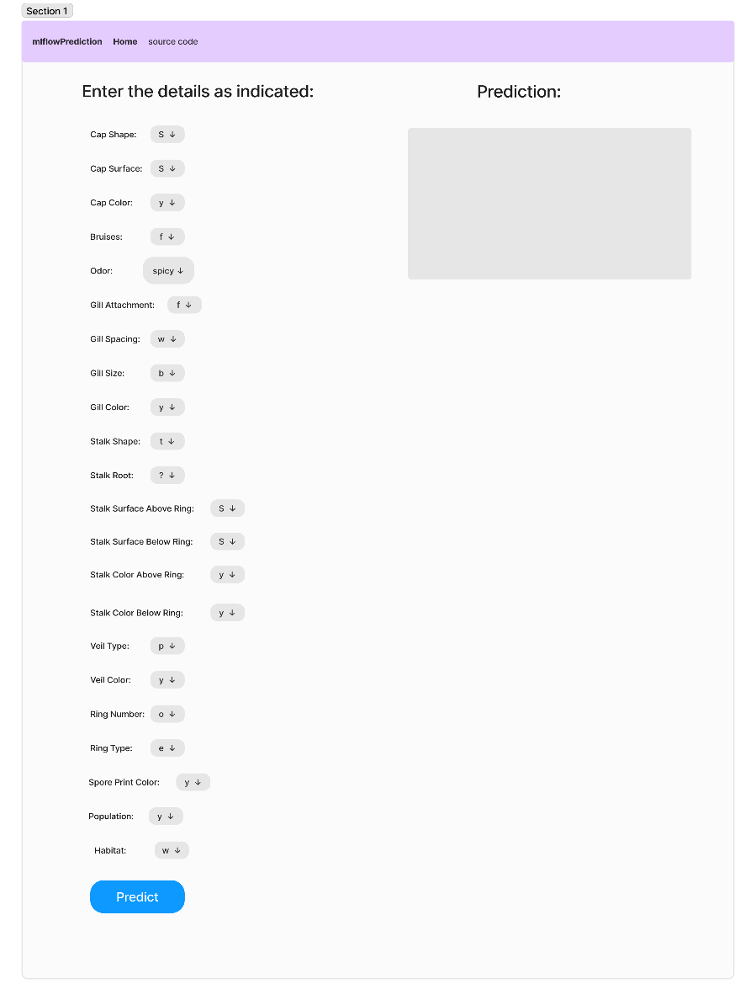 Section 1
mlflowPrediction Home source code
Enter the details as indicated:
Prediction:
Cap Shape: S ↓
Cap Surface: S ↓
Cap Color: y ↓
Bruises: f ↓
Odor: spicy ↓
Gill Attachment: f ↓
Gill Spacing: w ↓
Gill Size: b ↓
Gill Color: y ↓
Stalk Shape: t ↓
Stalk Root: ? ↓
Stalk Surface Above Ring: S ↓
Stalk Surface Below Ring: S ↓
Stalk Color Above Ring: y ↓
Stalk Color Below Ring: y ↓
Veil Type: p ↓
Veil Color: y ↓
Ring Number: o ↓
Ring Type: e ↓
Spore Print Color: y ↓
Population: y ↓
Habitat: w ↓
Predict